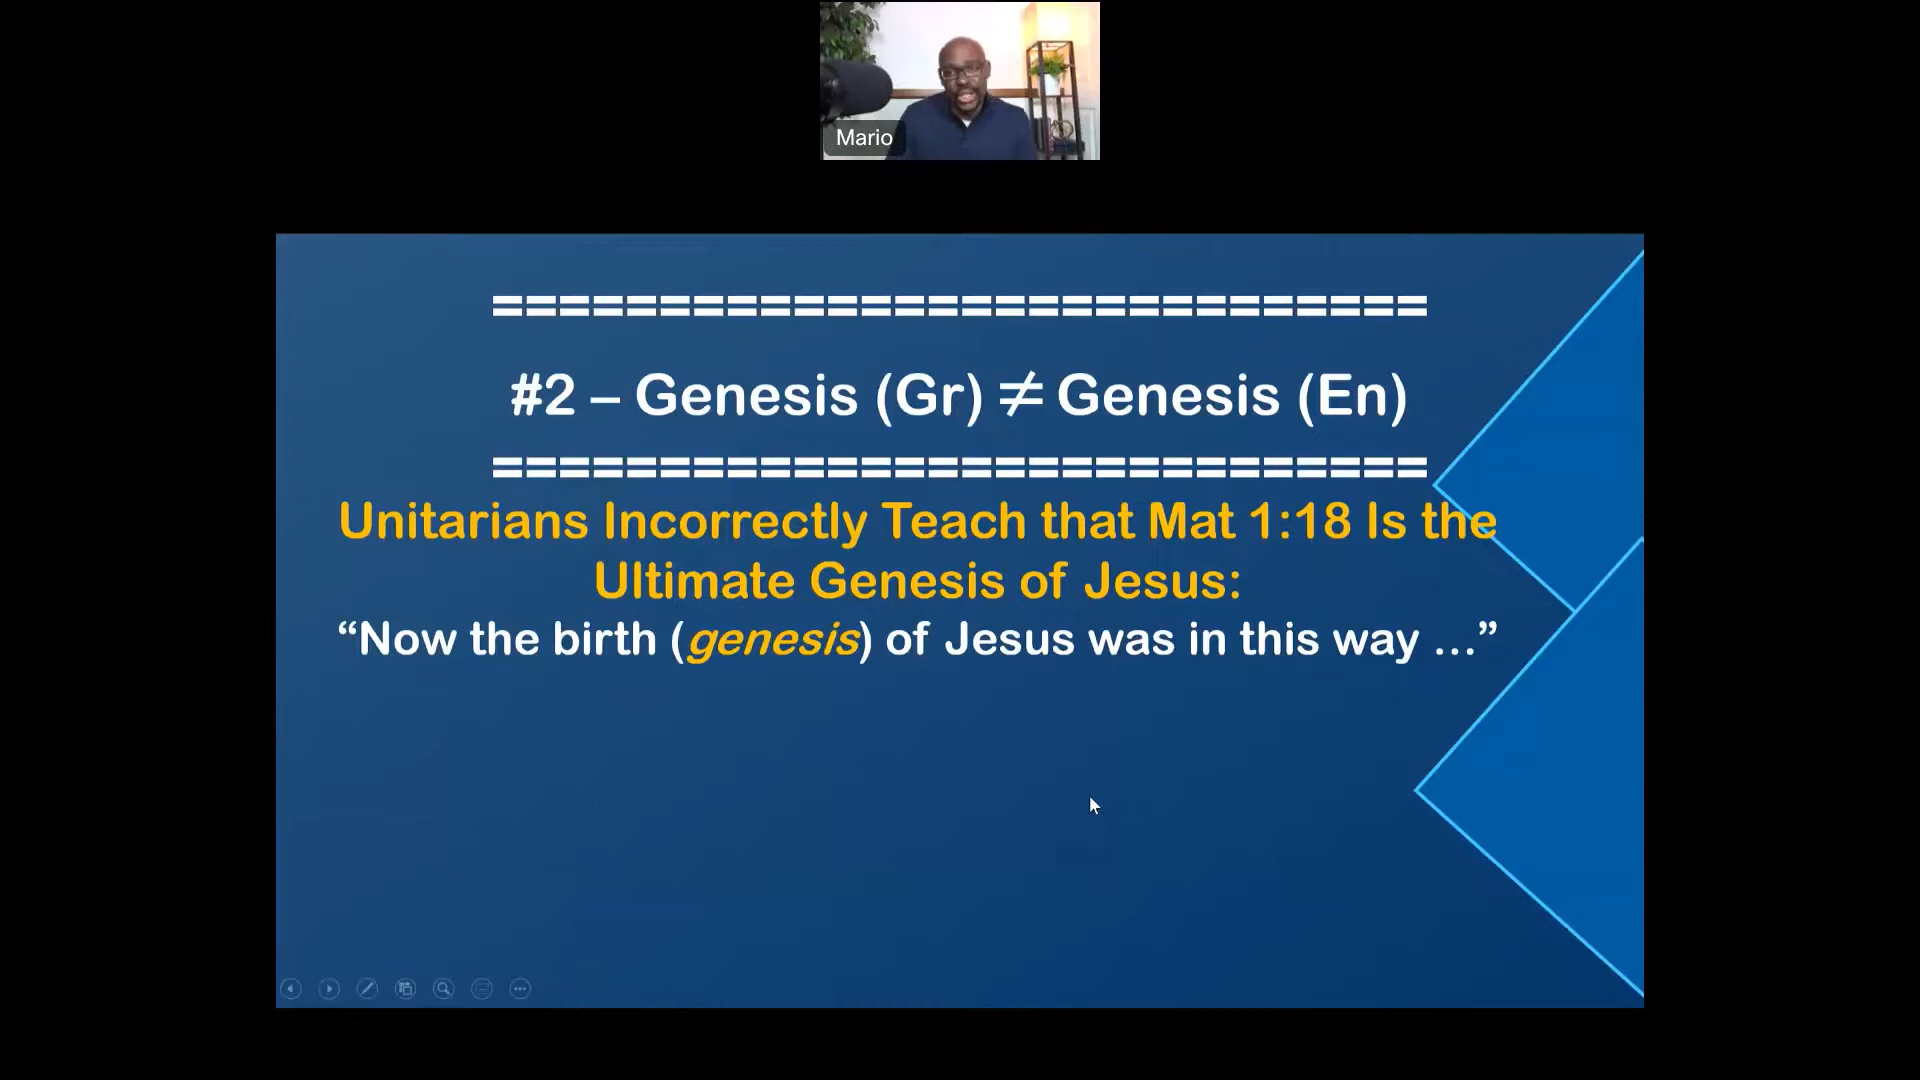 Mario
============================
#2 – Genesis (Gr) ≠ Genesis (En)
============================
Unitarians Incorrectly Teach that Mat 1:18 Is the
Ultimate Genesis of Jesus:
“Now the birth (genesis) of Jesus was in this way …”